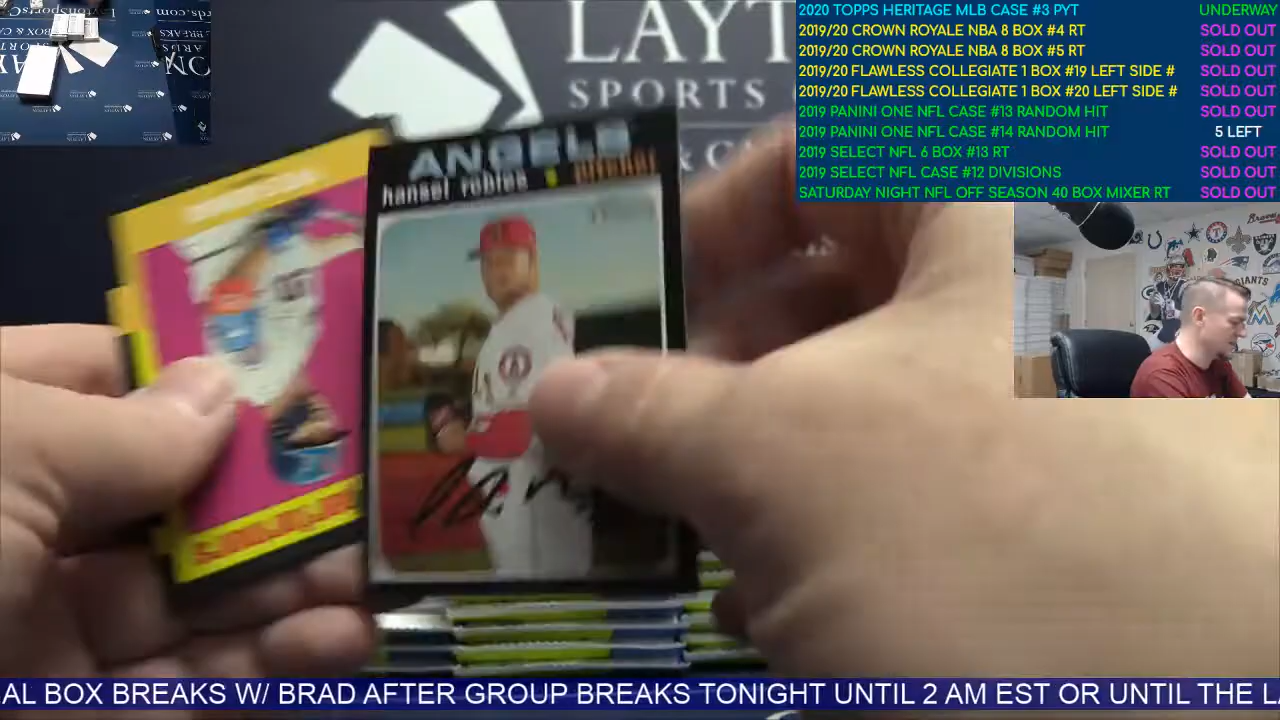 2020 TOPPS HERITAGE MLB CASE #3 PYT UNDERWAY
2019/20 CROWN ROYALE NBA 8 BOX #4 RT SOLD OUT
2019/20 CROWN ROYALE NBA 8 BOX #5 RT SOLD OUT
2019/20 FLAWLESS COLLEGIATE 1 BOX #19 LEFT SIDE # SOLD OUT
2019/20 FLAWLESS COLLEGIATE 1 BOX #20 LEFT SIDE # SOLD OUT
2019 PANINI ONE NFL CASE #13 RANDOM HIT SOLD OUT
2019 PANINI ONE NFL CASE #14 RANDOM HIT 5 LEFT
2019 SELECT NFL 6 BOX #13 RT SOLD OUT
2019 SELECT NFL CASE #12 DIVISIONS SOLD OUT
SATURDAY NIGHT NFL OFF SEASON 40 BOX MIXER RT SOLD OUT
LAYT
SPORTS
& CA
ANGELS
hansel robles pitcher
GIANTS
AL BOX BREAKS W/ BRAD AFTER GROUP BREAKS TONIGHT UNTIL 2 AM EST OR UNTIL THE L